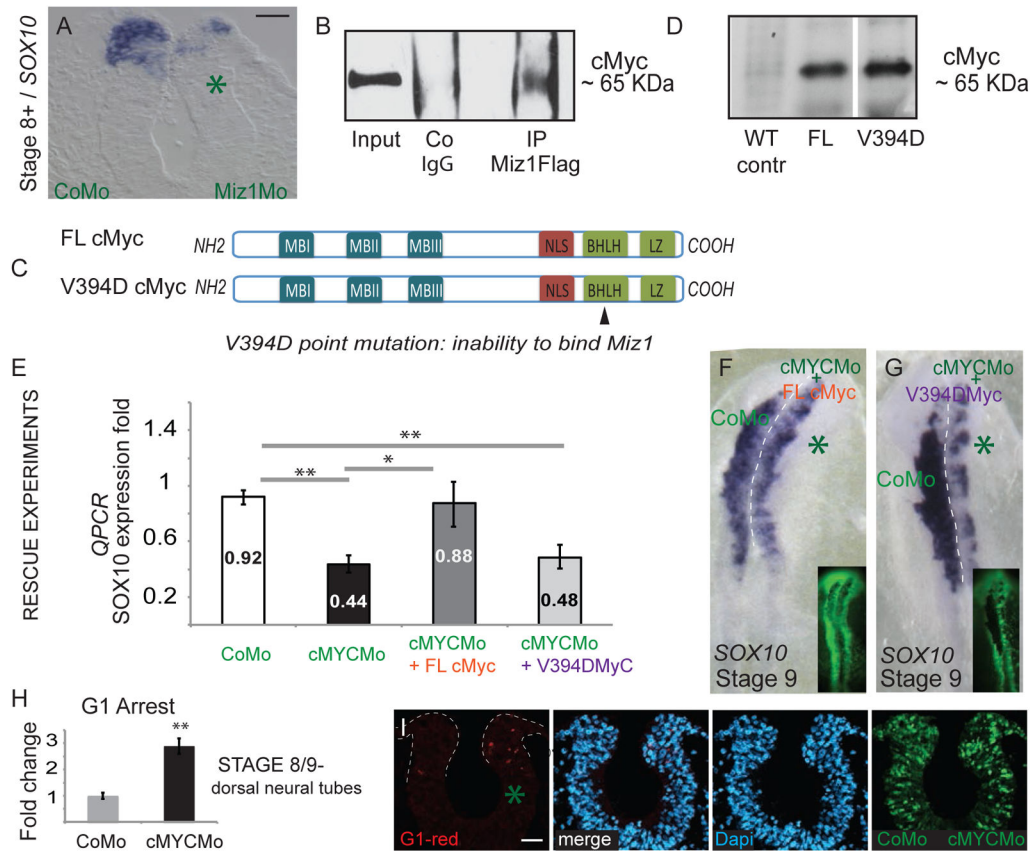 A
Stage 8+ / SOX10
CoMo
*
Miz1Mo
B
cMyc
~ 65 KDa
Input
Co
IgG
IP
Miz1Flag
D
cMyc
~ 65 KDa
WT
contr
FL
V394D
C
FL cMyc
NH2
MBI
MBII
MBIII
NLS
BHLH
LZ
COOH
V394D cMyc
NH2
MBI
MBII
MBIII
NLS
BHLH
LZ
COOH
V394D point mutation: inability to bind Miz1
E
RESCUE EXPERIMENTS
QPCR
SOX10 expression fold
1.4
1
0.6
0.2
**
*
**
0.92
0.44
0.88
0.48
CoMo
cMYCMo
cMYCMo
+ FL cMyc
cMYCMo
+ V394DMyC
F
cMYCMo
+
FL cMyc
CoMo
*
SOX10
Stage 9
G
cMYCMo
+
V394DMyc
CoMo
*
SOX10
Stage 9
H
G1 Arrest
Fold change
3
2
1
**
CoMo
cMYCMo
STAGE 8/9-
dorsal neural tubes
I
*
G1-red
merge
Dapi
CoMo
cMYCMo